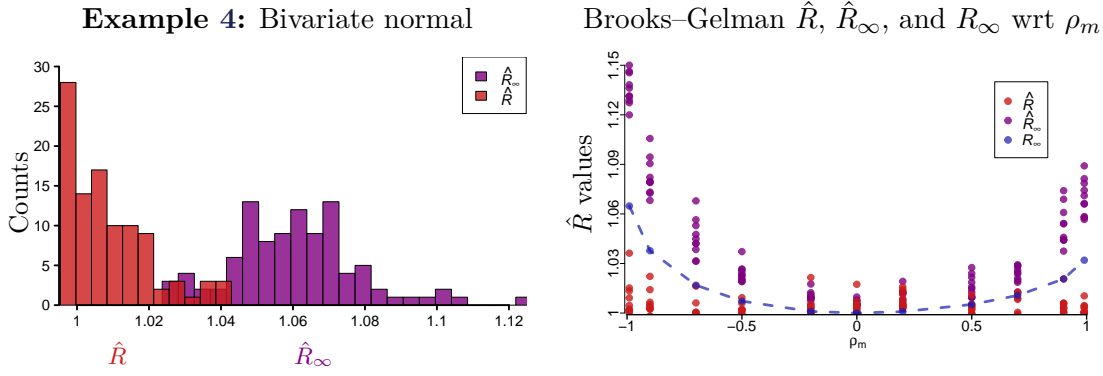 Example 4: Bivariate normal
30
25
20
15
10
5
0
Counts
R̂∞
R̂
1
1.02
1.04
1.06
1.08
1.1
1.12
R̂
R̂∞
Brooks–Gelman R̂, R̂∞, and R∞ wrt ρm
1.15
1.12
1.09
1.06
1.03
1
R̂ values
R̂
R̂∞
R∞
−1
−0.5
0
0.5
1
ρm